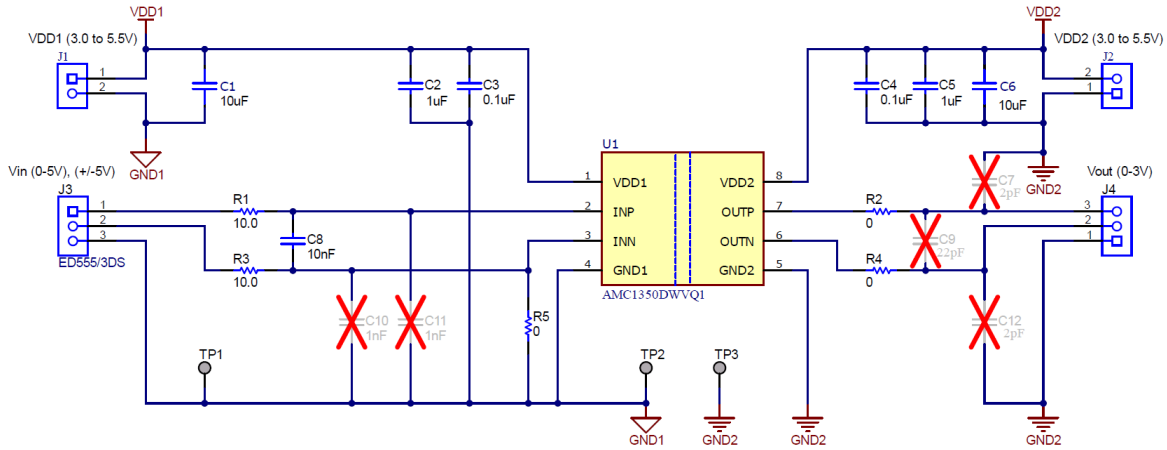 VDD1
VDD1 (3.0 to 5.5V)
J1
1
2
C1
10uF
C2
1uF
C3
0.1uF
GND1
VDD2
VDD2 (3.0 to 5.5V)
J2
2
1
C4
0.1uF
C5
1uF
C6
10uF
GND2
C7
2pF
Vin (0-5V), (+/-5V)
J3
1
2
3
ED555/3DS
R1
10.0
R3
10.0
C8
10nF
C10
1nF
C11
1nF
R5
0
U1
1
VDD1
VDD2
8
2
INP
OUTP
7
3
INN
OUTN
6
4
GND1
GND2
5
AMC1350DWVQ1
R2
0
R4
0
C9
22pF
C12
2pF
Vout (0-3V)
J4
3
2
1
TP1
TP2
TP3
GND1
GND2
GND2
GND2